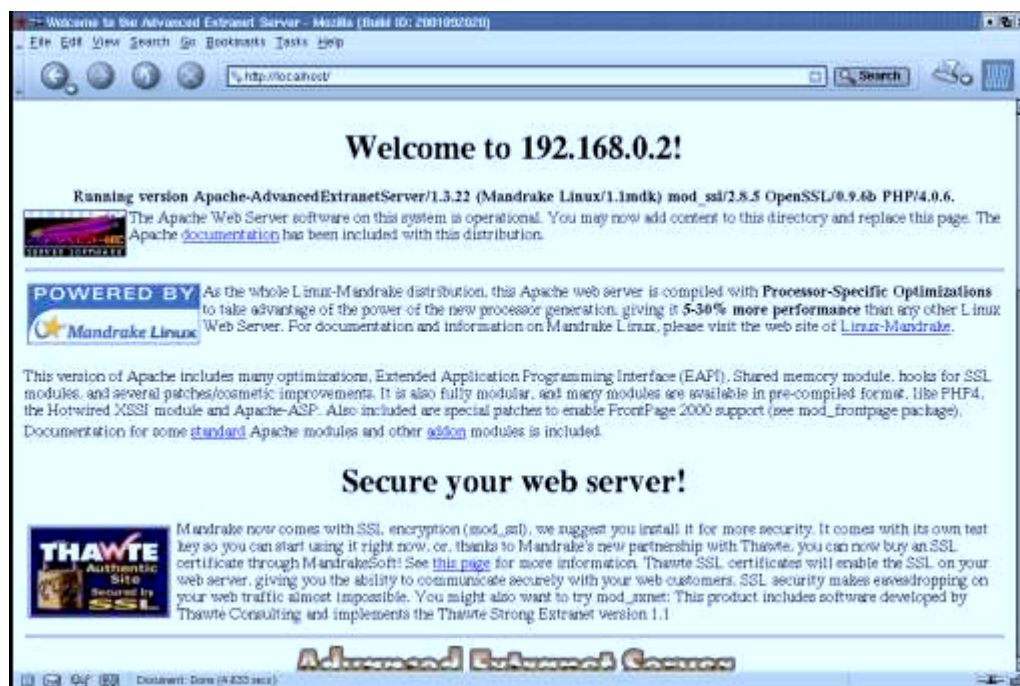 Welcome to the Advanced Extranet Server - Mozilla {Build ID: 2001092020}
File Edit View Search Go Bookmarks Tasks Help
http://localhost/ Search
Welcome to 192.168.0.2!
Running version Apache-AdvancedExtranetServer/1.3.22 (Mandrake Linux/1.1mdk) mod_ssl/2.8.5 OpenSSL/0.9.6b PHP/4.0.6.
The Apache Web Server software on this system is operational. You may now add content to this directory and replace this page. The
Apache documentation has been included with this distribution.
SERVER SOFTWARE
POWERED BY
Mandrake Linux
As the whole Linux-Mandrake distribution, this Apache web server is compiled with Processor-Specific Optimizations
to take advantage of the power of the new processor generation, giving it 5-30% more performance than any other Linux
Web Server. For documentation and information on Mandrake Linux, please visit the web site of Linux-Mandrake.
This version of Apache includes many optimizations, Extended Application Programming Interface (EAPI), Shared memory module, hooks for SSL
modules, and several patches/cosmetic improvements. It is also fully modular, and many modules are available in pre-compiled format, like PHP4,
the Hotwired XSSI module and Apache-ASP. Also included are special patches to enable FrontPage 2000 support (see mod_frontpage package).
Documentation for some standard Apache modules and other addon modules is included.
Secure your web server!
THAWTE
Authentic
Site
Secured by
SSL
Mandrake now comes with SSL encryption (mod_ssl), we suggest you install it for more security. It comes with its own test
key so you can start using it right now, or, thanks to Mandrake's new partnership with Thawte, you can now buy an SSL
certificate through MandrakeSoft! See this page for more information. Thawte SSL certificates will enable the SSL on your
web server, giving you the ability to communicate securely with your web customers. SSL security makes eavesdropping on
your web traffic almost impossible. You might also want to try mod_sxnet: This product includes software developed by
Thawte Consulting and implements the Thawte Strong Extranet version 1.1
Advanced Extranet Server
Document: Done (4.833 secs)